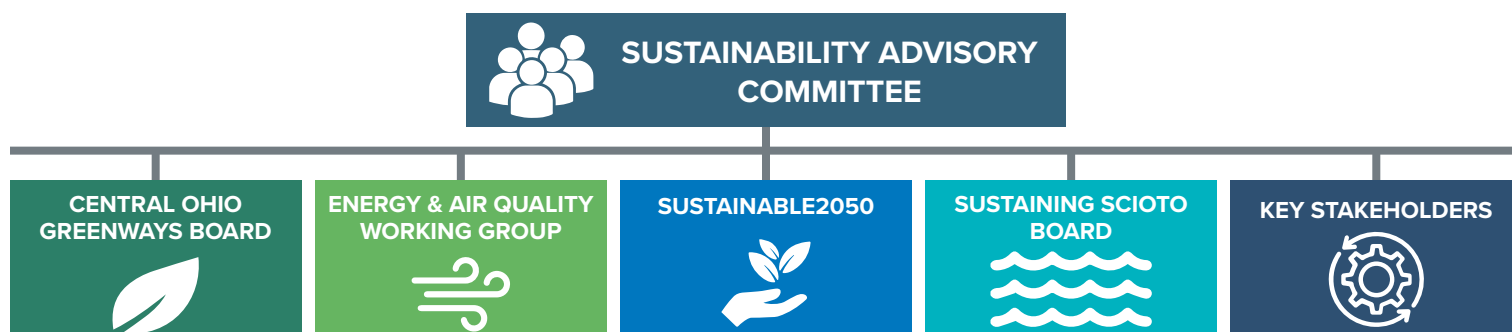 SUSTAINABILITY ADVISORY
COMMITTEE
CENTRAL OHIO
GREENWAYS BOARD
ENERGY & AIR QUALITY
WORKING GROUP
SUSTAINABLE2050
SUSTAINING SCIOTO
BOARD
KEY STAKEHOLDERS